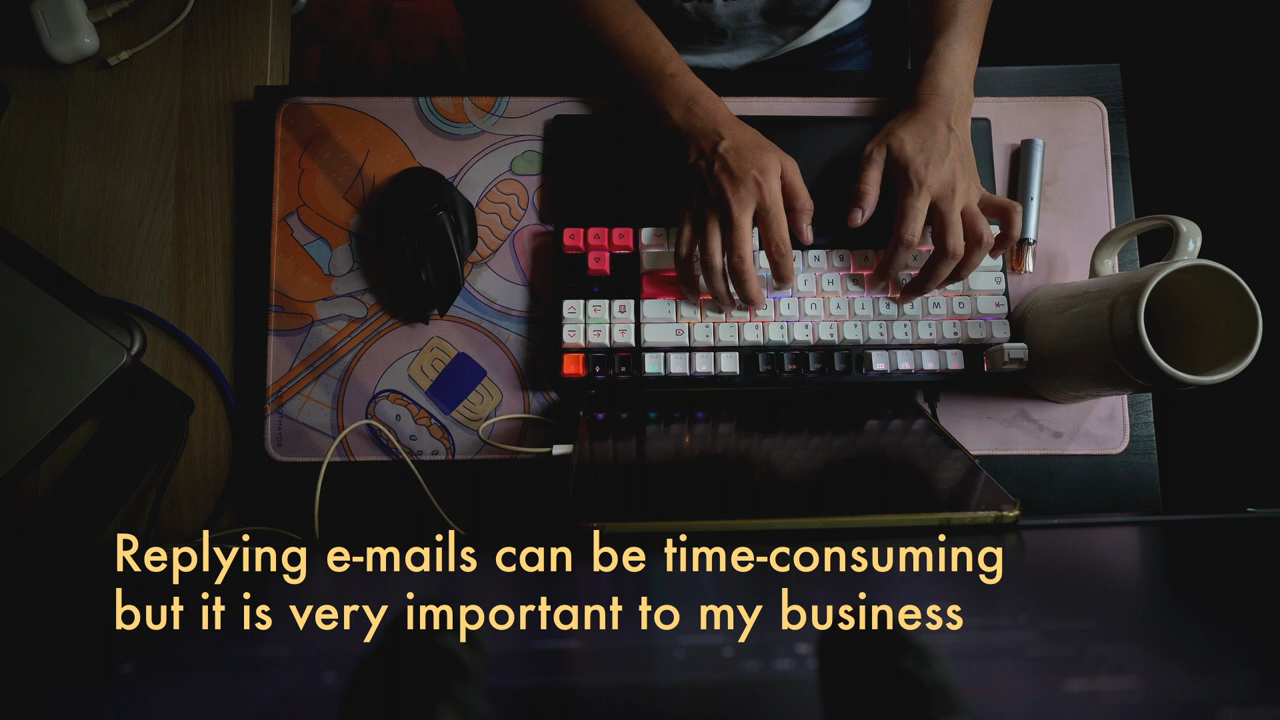 Replying e-mails can be time-consuming
but it is very important to my business